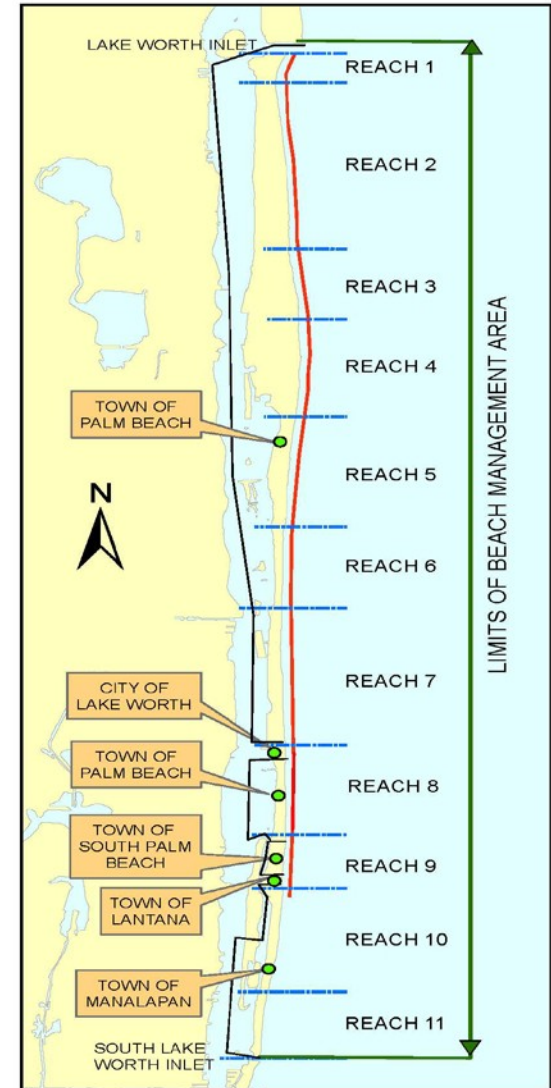 LAKE WORTH INLET
REACH 1
REACH 2
REACH 3
REACH 4
TOWN OF
PALM BEACH
REACH 5
N
REACH 6
LIMITS OF BEACH MANAGEMENT AREA
REACH 7
CITY OF
LAKE WORTH
TOWN OF
PALM BEACH
REACH 8
TOWN OF
SOUTH PALM
BEACH
REACH 9
TOWN OF
LANTANA
REACH 10
TOWN OF
MANALAPAN
REACH 11
SOUTH LAKE
WORTH INLET